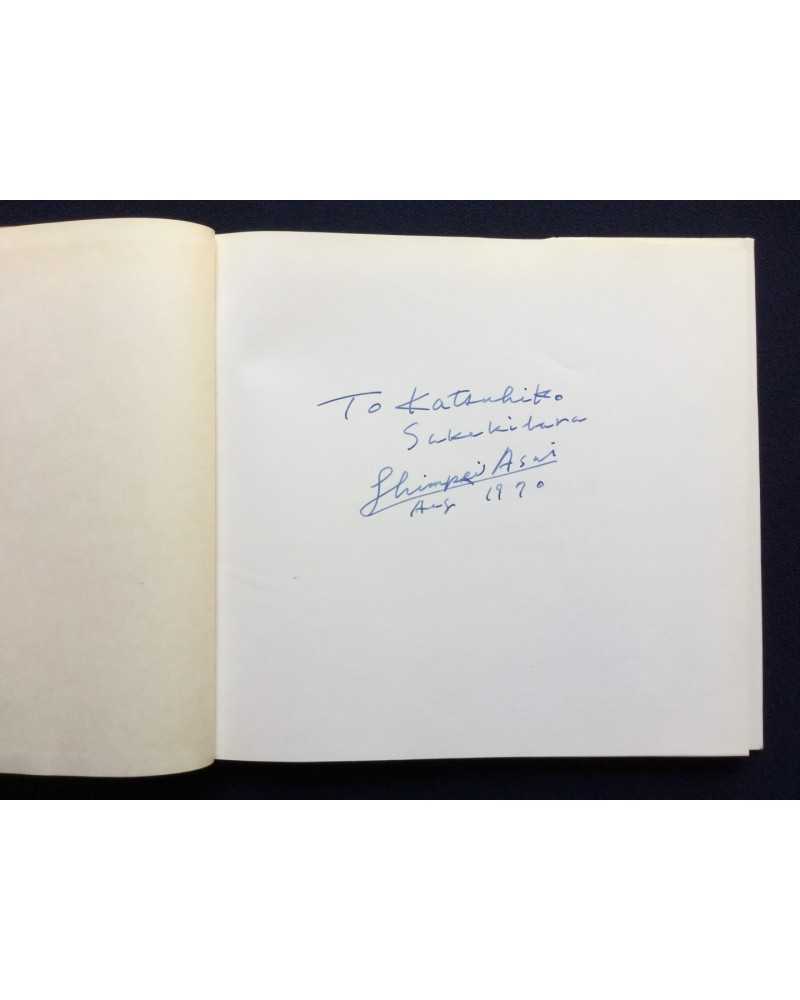 To Katsuhiko
Sakakibara
Shimpei Asai
Aug 1970